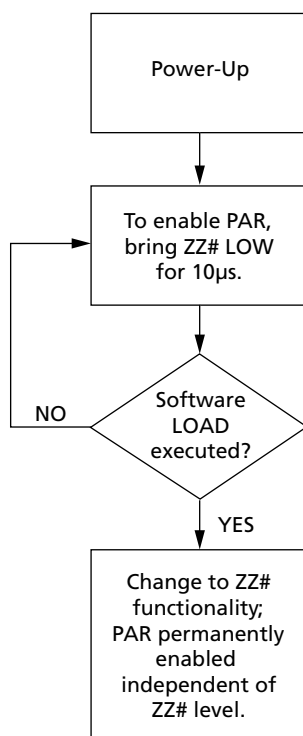 Power-Up
To enable PAR,
bring ZZ# LOW
for 10µs.
NO
Software
LOAD
executed?
YES
Change to ZZ#
functionality;
PAR permanently
enabled
independent of
ZZ# level.